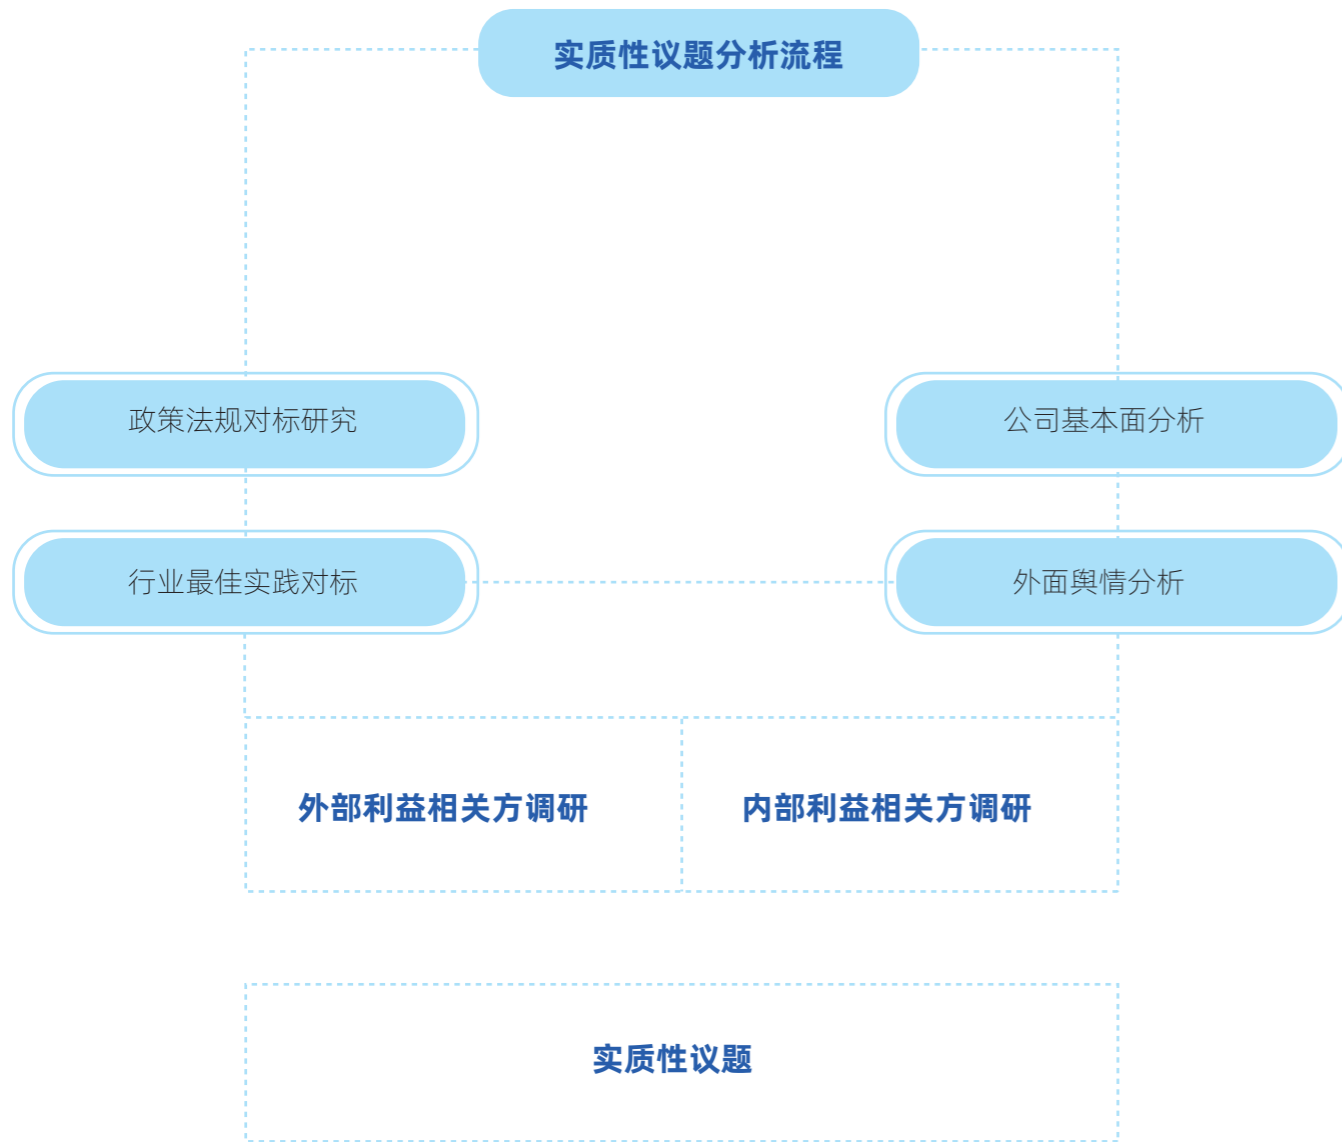 实质性议题分析流程
政策法规对标研究
公司基本面分析
行业最佳实践对标
外面舆情分析
外部利益相关方调研
内部利益相关方调研
实质性议题